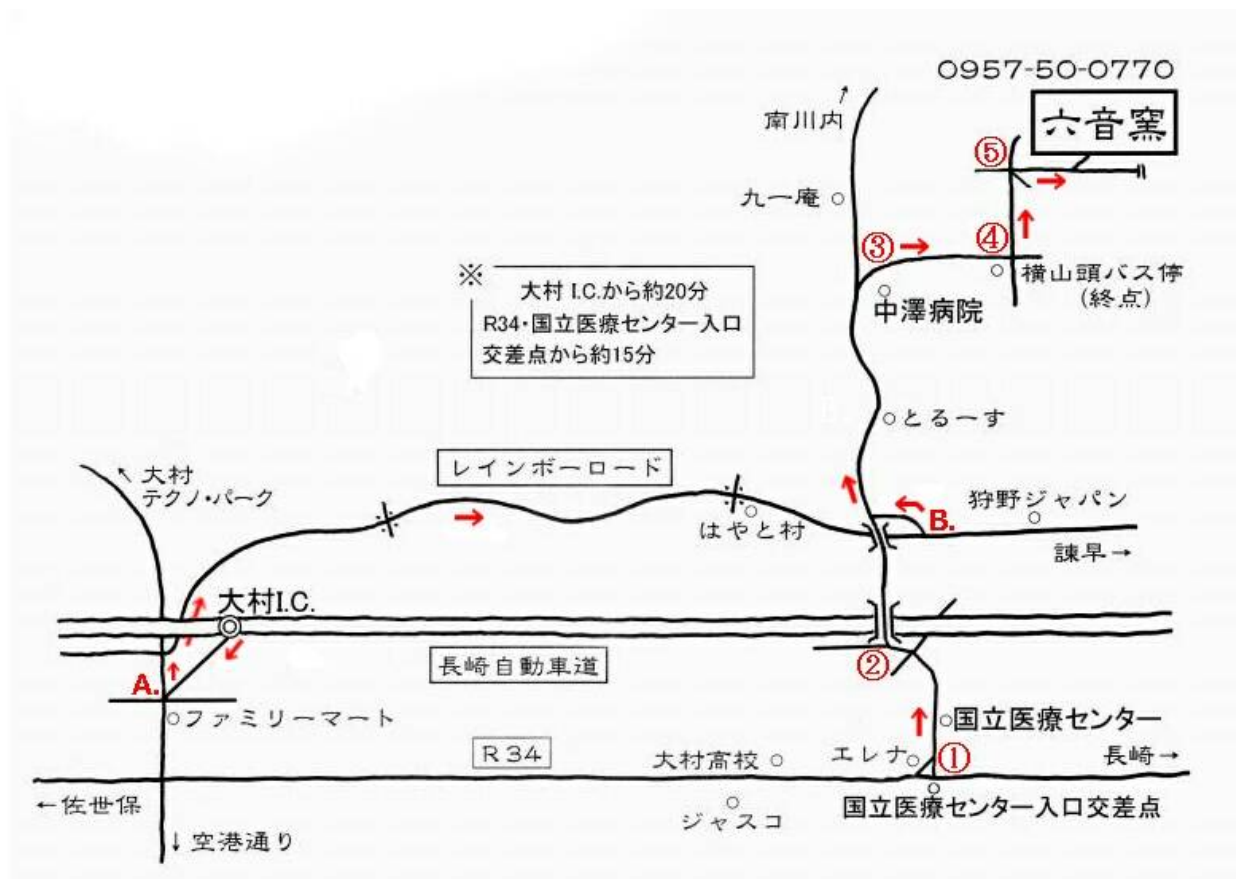 0957-50-0770
六音窯
↑
南川内
⑤
九一庵
③
④
横山頭バス停
(終点)
中澤病院
※
大村 I.C.から約20分
R34・国立医療センター入口
交差点から約15分
とるーす
レインボーロード
↖大村
テクノ・パーク
はやと村
B.
狩野ジャパン
諫早→
大村I.C.
長崎自動車道
②
A.
ファミリーマート
国立医療センター
R34
大村高校
エレナ
①
長崎→
←佐世保
ジャスコ
国立医療センター入口交差点
↓空港通り